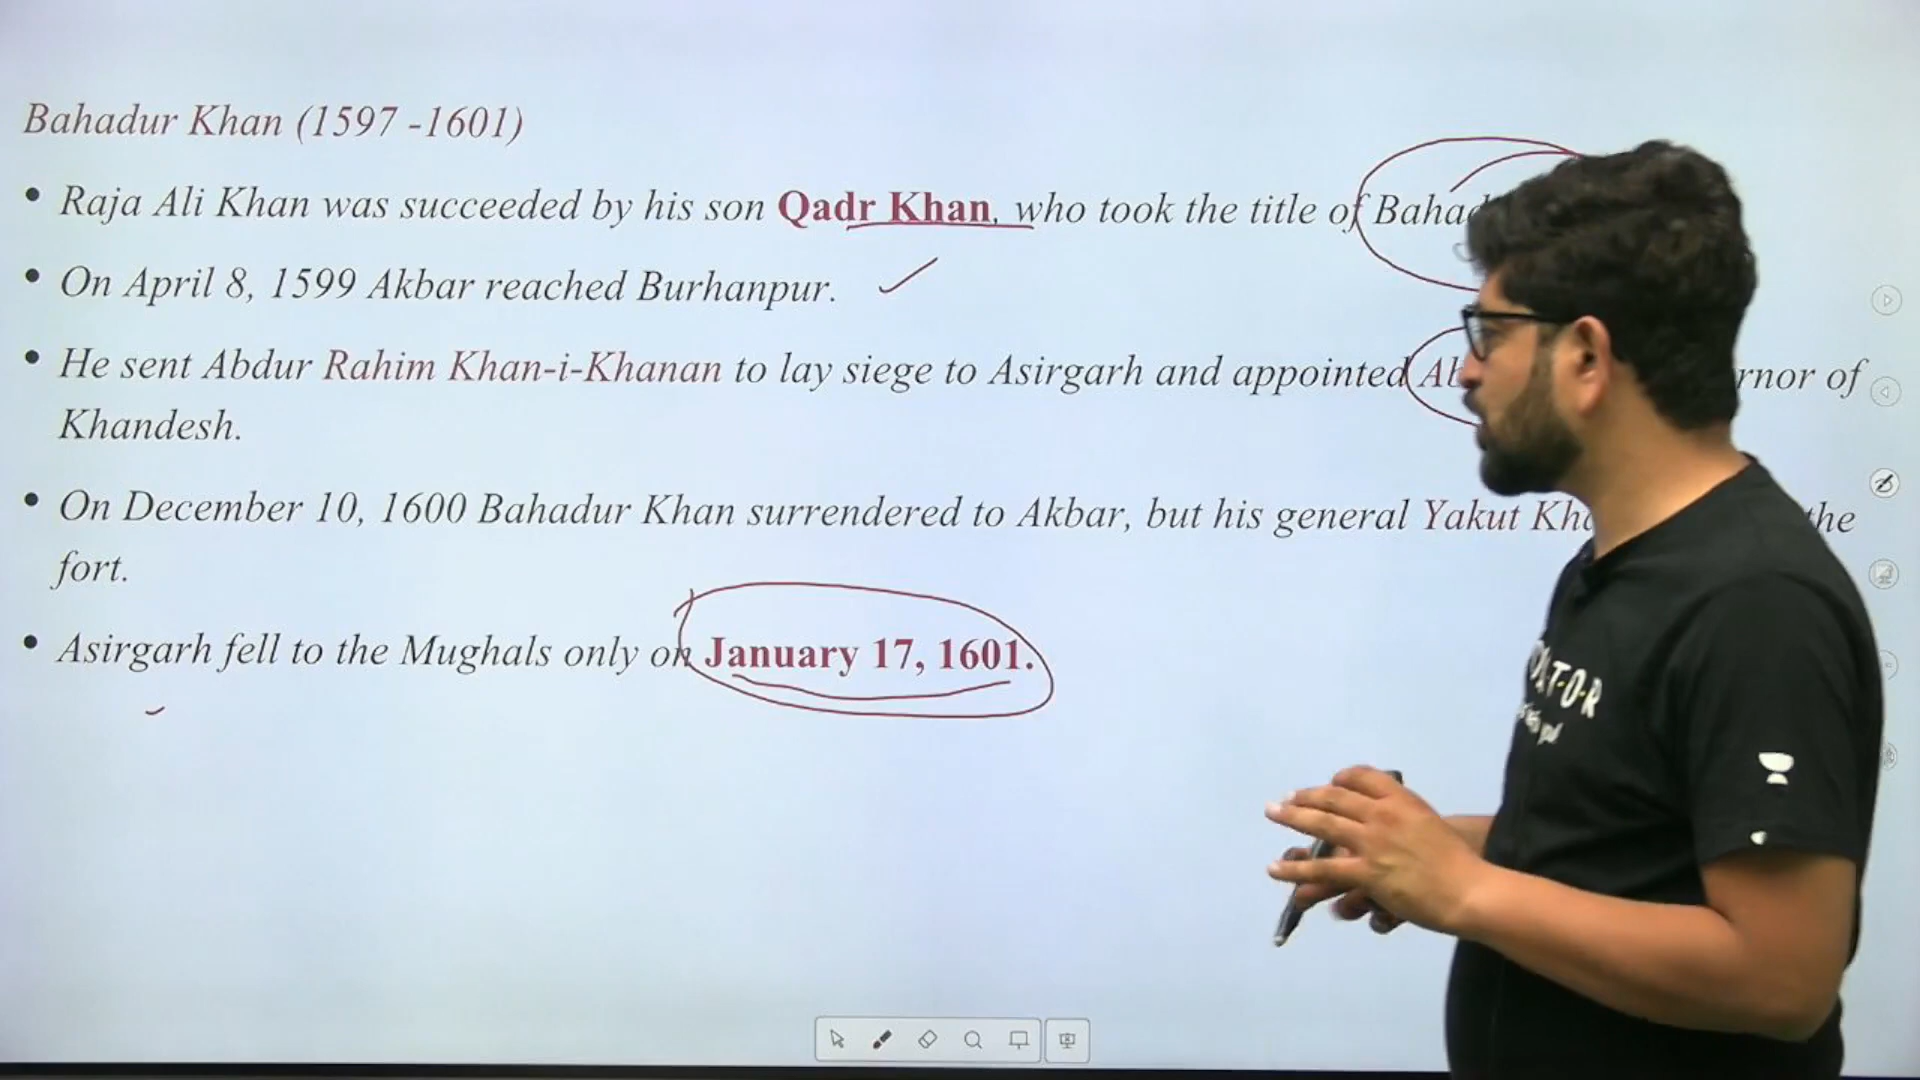 Bahadur Khan (1597 -1601)
• Raja Ali Khan was succeeded by his son Qadr Khan, who took the title of
• On April 8, 1599 Akbar reached Burhanpur.
• He sent Abdur Rahim Khan-i-Khanan to lay siege to Asirgarh and appointed rnor of
Khandesh.
• On December 10, 1600 Bahadur Khan surrendered to Akbar, but his general Yakut the
fort.
• Asirgarh fell to the Mughals only on January 17, 1601.